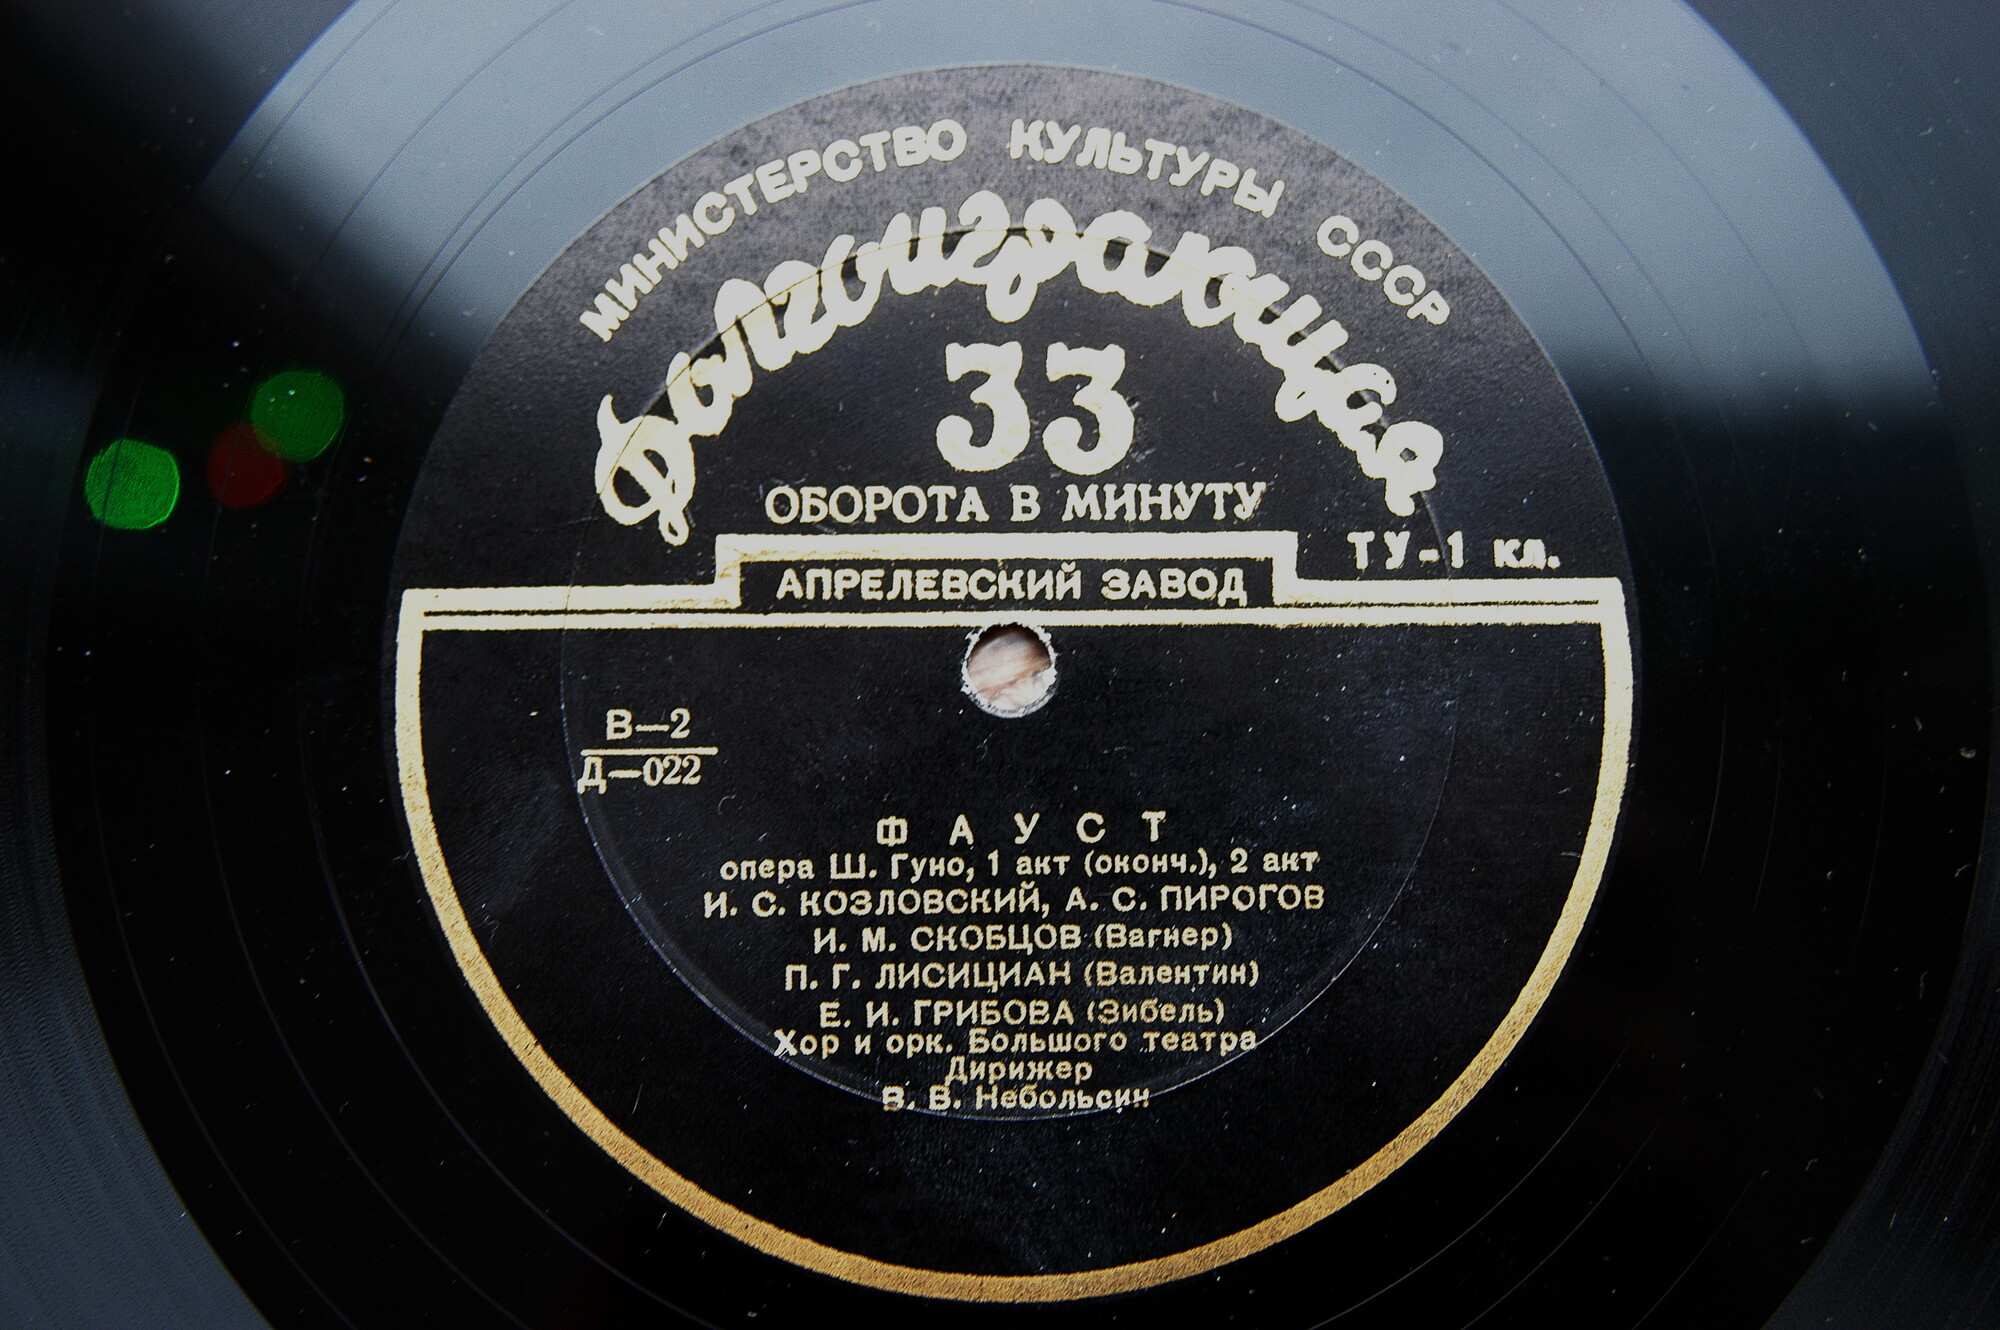 МИНИСТЕРСТВО КУЛЬТУРЫ СССР
Долгоиграющая
33
ОБОРОТА В МИНУТУ
ТУ-1 кл.
АПРЕЛЕВСКИЙ ЗАВОД
В—2
Д—022
ФАУСТ
опера Ш. Гуно, 1 акт (оконч.), 2 акт
И. С. КОЗЛОВСКИЙ, А. С. ПИРОГОВ
И. М. СКОБЦОВ (Вагнер)
П. Г. ЛИСИЦИАН (Валентин)
Е. И. ГРИБОВА (Зибель)
Хор и орк. Большого театра
Дирижер
В. В. Небольсин